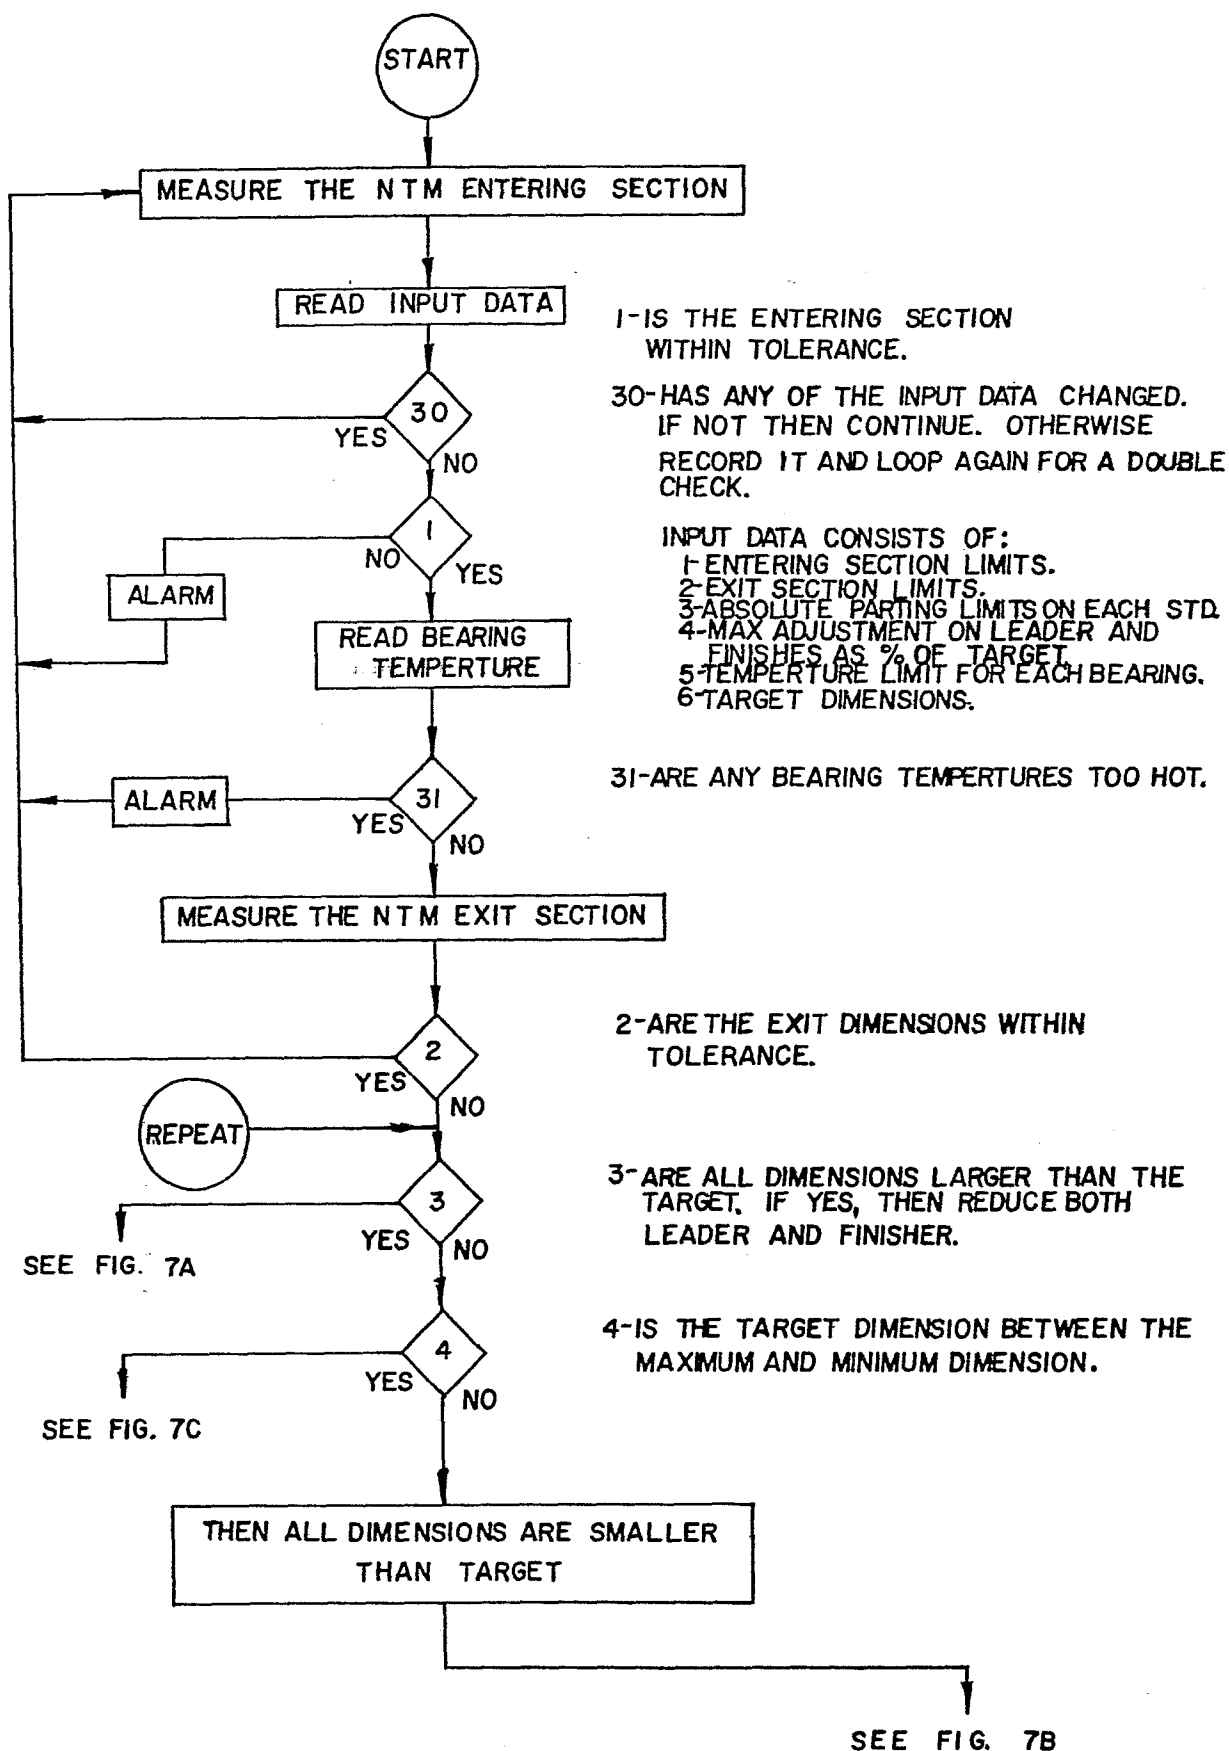 START
MEASURE THE NTM ENTERING SECTION
READ INPUT DATA
1-IS THE ENTERING SECTION
WITHIN TOLERANCE.
30
YES
NO
30-HAS ANY OF THE INPUT DATA CHANGED.
IF NOT THEN CONTINUE. OTHERWISE
RECORD IT AND LOOP AGAIN FOR A DOUBLE
CHECK.
1
NO
YES
ALARM
INPUT DATA CONSISTS OF:
1-ENTERING SECTION LIMITS.
2-EXIT SECTION LIMITS.
3-ABSOLUTE PARTING LIMITS ON EACH STD.
4-MAX ADJUSTMENT ON LEADER AND
FINISHES AS % OF TARGET.
5-TEMPERTURE LIMIT FOR EACH BEARING.
6-TARGET DIMENSIONS.
READ BEARING
TEMPERTURE
31
YES
NO
ALARM
31-ARE ANY BEARING TEMPERTURES TOO HOT.
MEASURE THE NTM EXIT SECTION
2
YES
NO
2-ARE THE EXIT DIMENSIONS WITHIN
TOLERANCE.
REPEAT
3
YES
NO
SEE FIG. 7A
3-ARE ALL DIMENSIONS LARGER THAN THE
TARGET. IF YES, THEN REDUCE BOTH
LEADER AND FINISHER.
4
YES
NO
SEE FIG. 7C
4-IS THE TARGET DIMENSION BETWEEN THE
MAXIMUM AND MINIMUM DIMENSION.
THEN ALL DIMENSIONS ARE SMALLER
THAN TARGET
SEE FIG. 7B